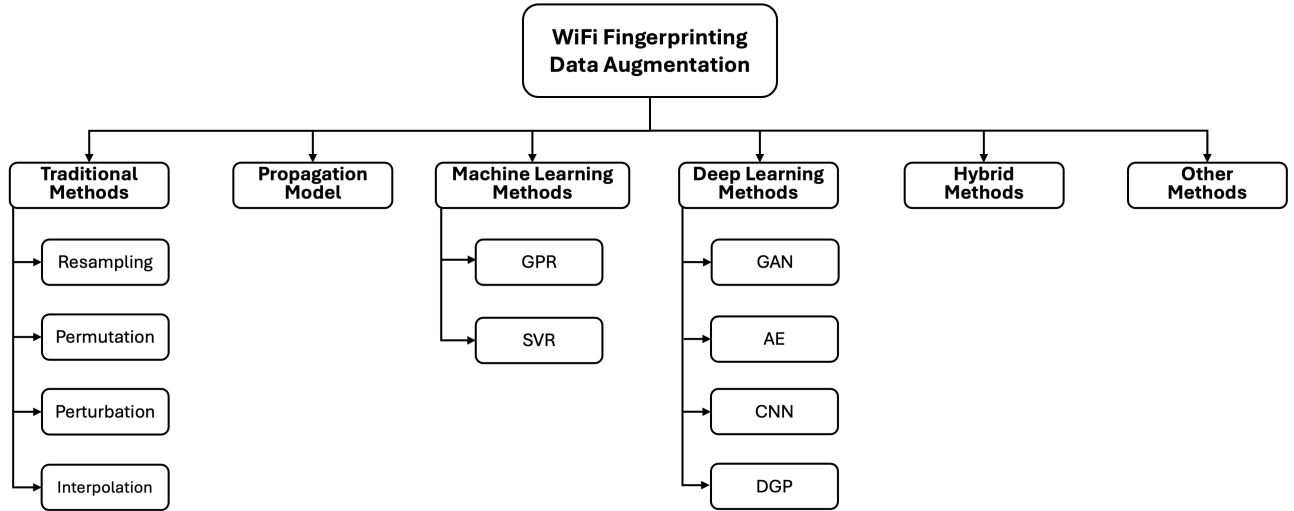 WiFi Fingerprinting
Data Augmentation
Traditional
Methods
Propagation
Model
Machine Learning
Methods
Deep Learning
Methods
Hybrid
Methods
Other
Methods
Resampling
Permutation
Perturbation
Interpolation
GPR
SVR
GAN
AE
CNN
DGP